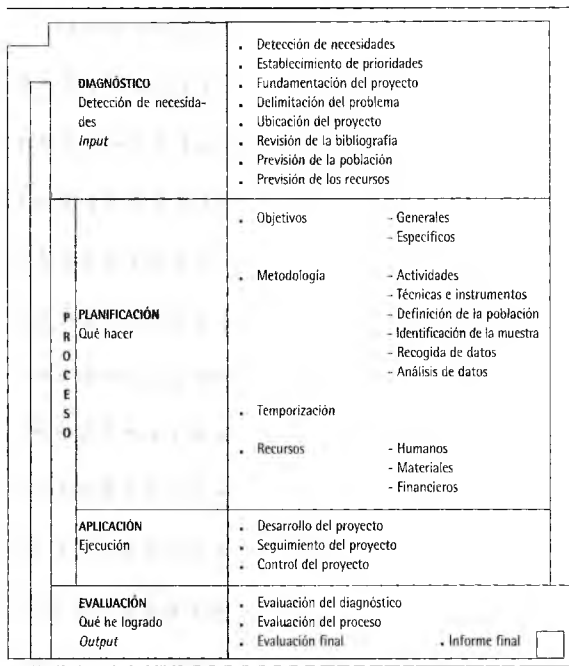 DIAGNÓSTICO
Detección de necesida-
des
Input
. Detección de necesidades
. Establecimiento de prioridades
. Fundamentación del proyecto
. Delimitación del problema
. Ubicación del proyecto
. Revisión de la bibliografía
. Previsión de la población
. Previsión de los recursos
PROCESO
PLANIFICACIÓN
Qué hacer
. Objetivos - Generales
- Específicos
. Metodología - Actividades
- Técnicas e instrumentos
- Definición de la población
- Identificación de la muestra
- Recogida de datos
- Análisis de datos
. Temporización
. Recursos - Humanos
- Materiales
- Financieros
APLICACIÓN
Ejecución
. Desarrollo del proyecto
. Seguimiento del proyecto
. Control del proyecto
EVALUACIÓN
Qué he logrado
Output
. Evaluación del diagnóstico
. Evaluación del proceso
. Evaluación final . Informe final